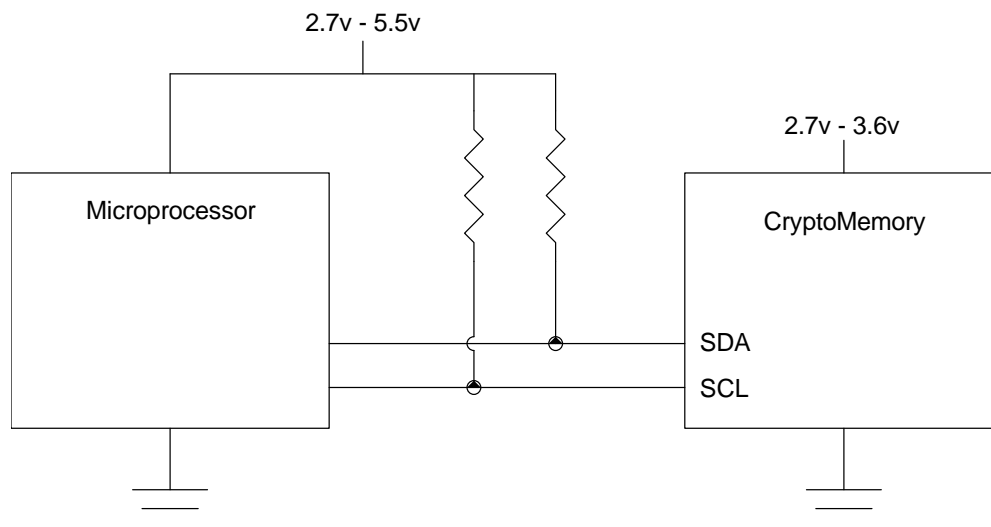 2.7v - 5.5v
2.7v - 3.6v
Microprocessor
CryptoMemory
SDA
SCL